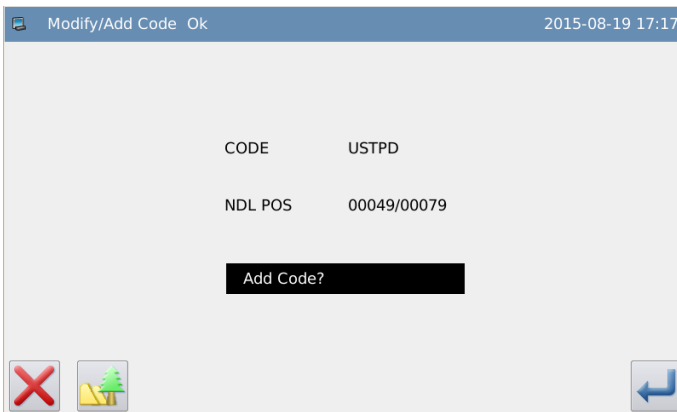 Modify/Add Code Ok 2015-08-19 17:17
CODE USTPD
NDL POS 00049/00079
Add Code?